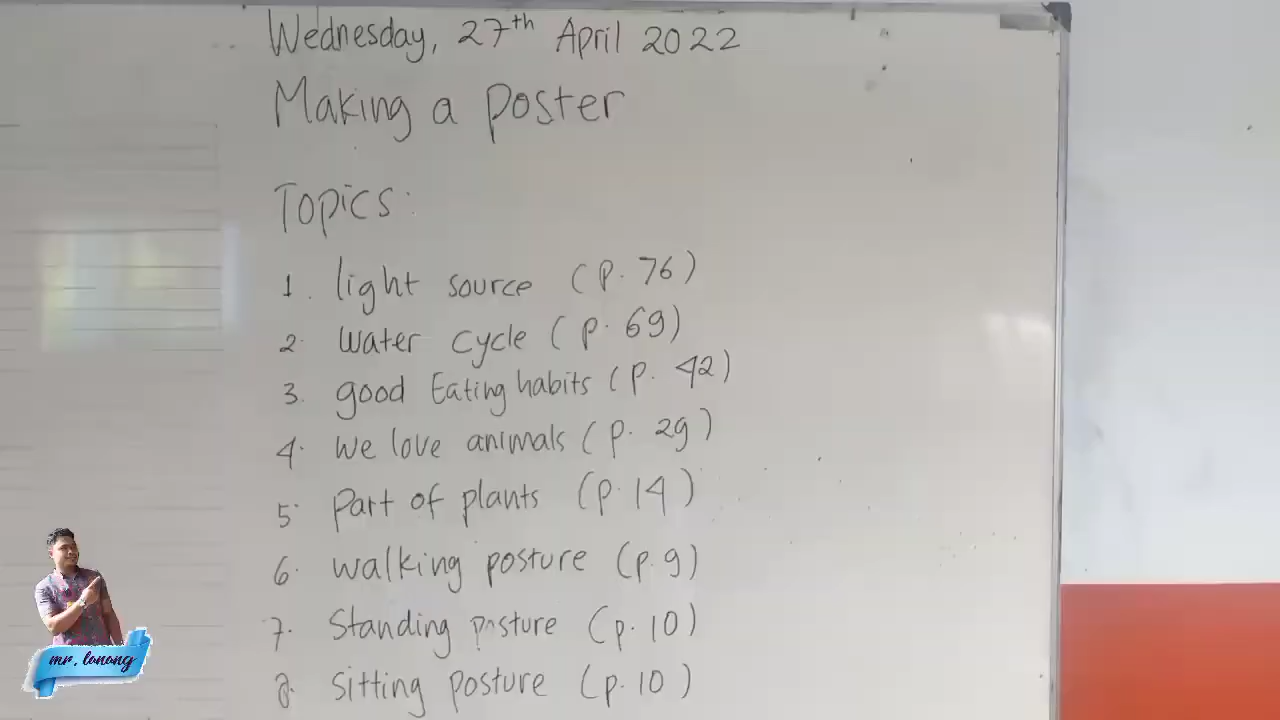 Wednesday, 27th April 2022
Making a poster
Topics:
1. light source (p. 76)
2. water cycle (p. 69)
3. good Eating habits (p. 42)
4. we love animals (p. 29)
5. part of plants (p. 14)
6. walking posture (p. 9)
7. Standing posture (p. 10)
8. sitting posture (p. 10)
mr. lanang